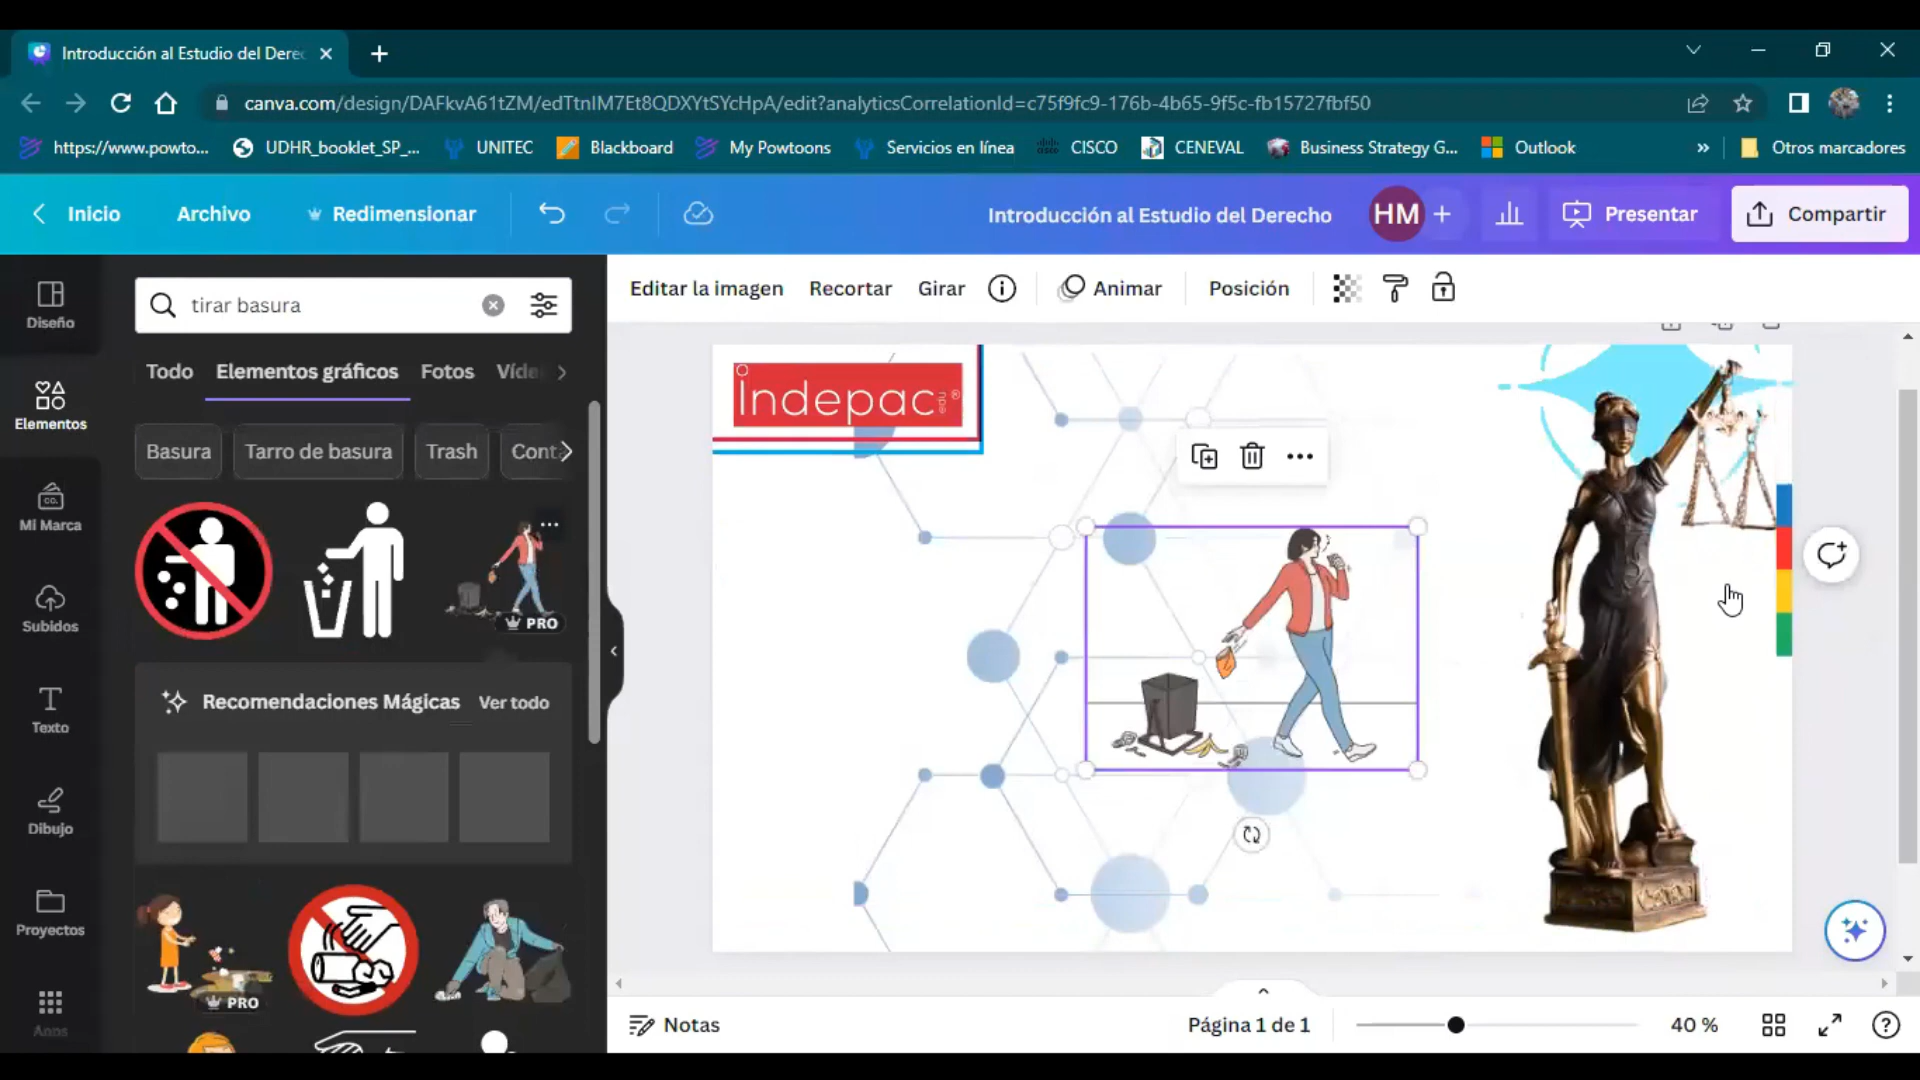 Introducción al Estudio del Dere
canva.com/design/DAFkvA61tZM/edTtnIM7Et8QDXYtSYcHpA/edit?analyticsCorrelationId=c75f9fc9-176b-4b65-9f5c-fb15727fbf50
https://www.powto... UDHR_booklet_SP_... UNITEC Blackboard My Powtoons Servicios en línea CISCO CENEVAL Business Strategy G... Outlook » Otros marcadores
Inicio Archivo Redimensionar Introducción al Estudio del Derecho HM + Presentar Compartir
Diseño
Elementos
Mi Marca
Subidos
Texto
Dibujo
Proyectos
Apps
tirar basura
Todo Elementos gráficos Fotos Víde
Basura Tarro de basura Trash Cont
PRO
Recomendaciones Mágicas Ver todo
PRO
Editar la imagen Recortar Girar Animar Posición
Indepac edu ®
Notas Página 1 de 1 40 %